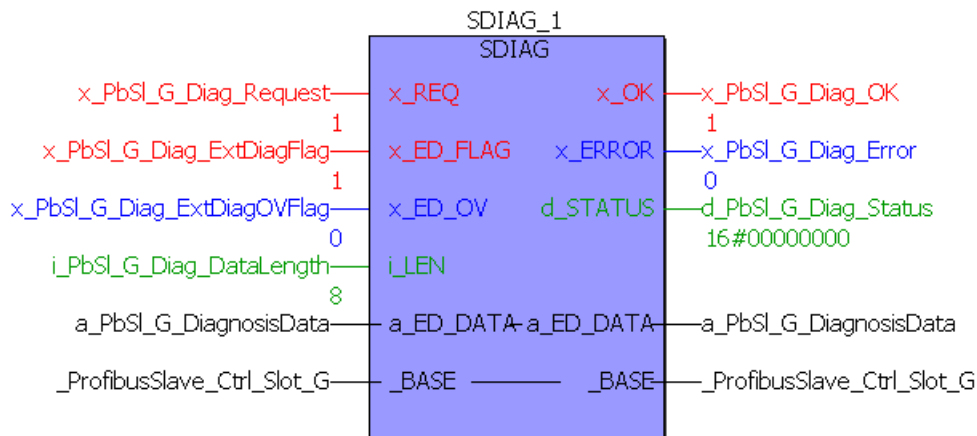 SDIAG_1
SDIAG
x_PbSl_G_Diag_Request x_REQ x_OK x_PbSl_G_Diag_OK
1 1
x_PbSl_G_Diag_ExtDiagFlag x_ED_FLAG x_ERROR x_PbSl_G_Diag_Error
1 0
x_PbSl_G_Diag_ExtDiagOVFlag x_ED_OV d_STATUS d_PbSl_G_Diag_Status
0 16#00000000
i_PbSl_G_Diag_DataLength i_LEN
8
a_PbSl_G_DiagnosisData a_ED_DATA a_ED_DATA a_PbSl_G_DiagnosisData
_ProfibusSlave_Ctrl_Slot_G _BASE _BASE _ProfibusSlave_Ctrl_Slot_G